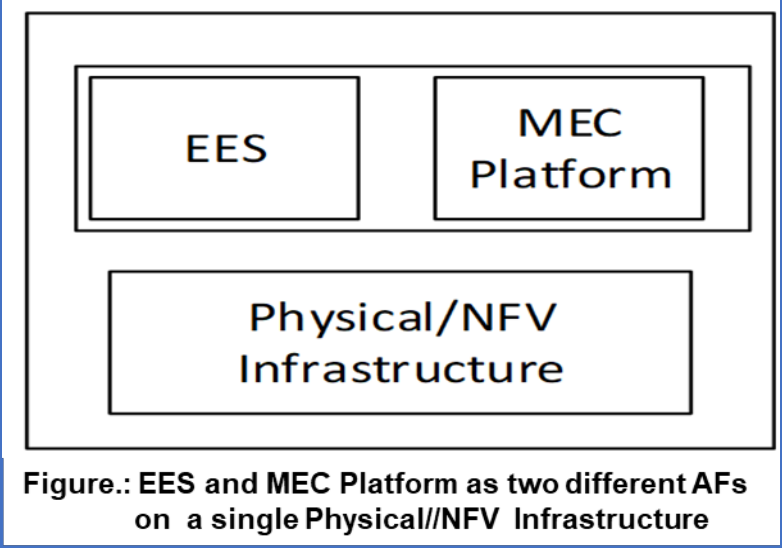 EES
MEC
Platform
Physical/NFV
Infrastructure
Figure.: EES and MEC Platform as two different AFs
on a single Physical//NFV Infrastructure